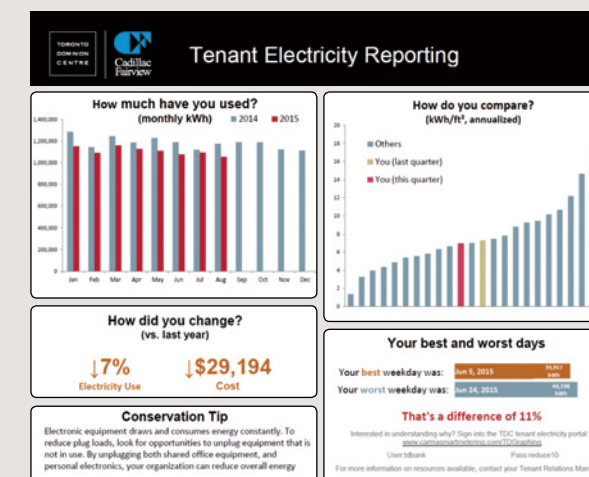 TORONTO
DOMINION
CENTRE
Cadillac
Fairview
Tenant Electricity Reporting
How much have you used?
(monthly kWh)
2014 2015
1,400,000
1,200,000
1,000,000
800,000
600,000
400,000
200,000
0
Jan Feb Mar Apr May Jun Jul Aug Sep Oct Nov Dec
How do you compare?
(kWh/ft², annualized)
20
18
16
14
12
10
8
6
4
2
0
Others
You (last quarter)
You (this quarter)
How did you change?
(vs. last year)
↓7%
Electricity Use
↓$29,194
Cost
Your best and worst days
Your best weekday was: Jun 5, 2015 39,917 kWh
Your worst weekday was: Jun 24, 2015 kWh
That's a difference of 11%
Interested in understanding why? Sign into the TDC tenant electricity portal:
www.carmasmartmetering.com/TDGraphing
User:tdbank Pass:reduce10
For more information on resources available, contact your Tenant Relations
Conservation Tip
Electronic equipment draws and consumes energy constantly. To
reduce plug loads, look for opportunities to unplug equipment that is
not in use. By unplugging both shared office equipment, and
personal electronics, your organization can reduce overall energy